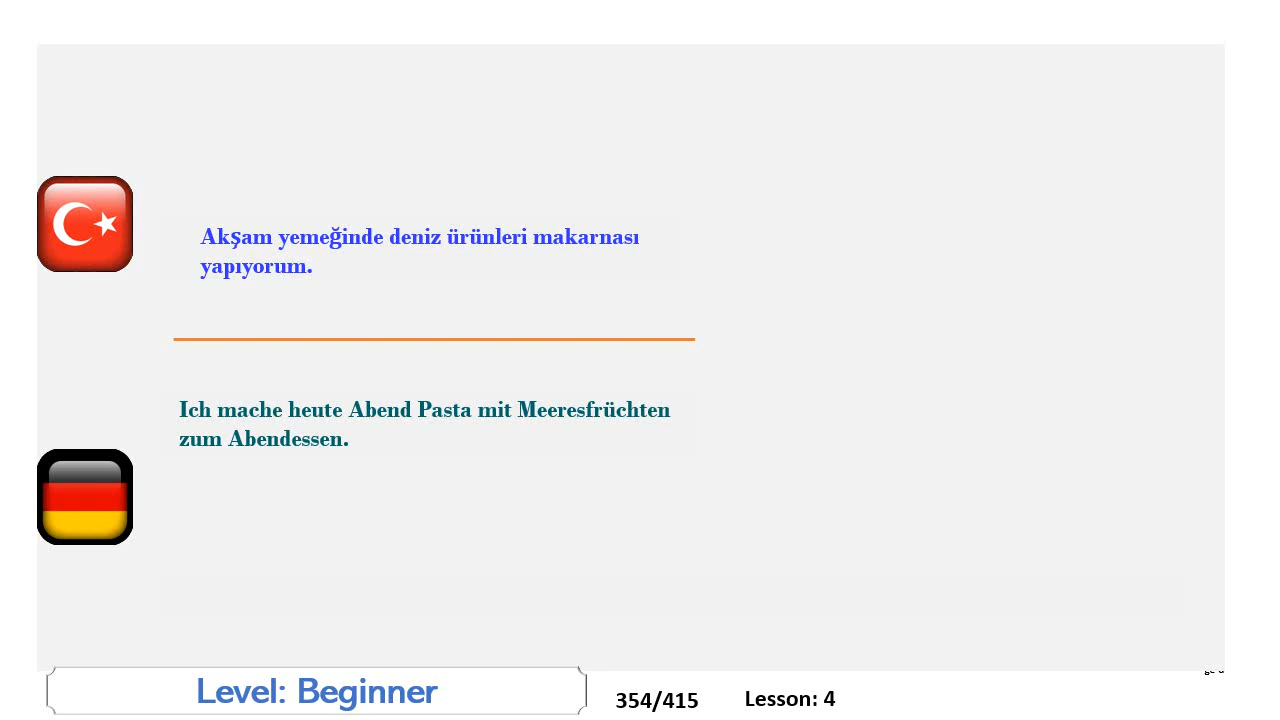 Akşam yemeğinde deniz ürünleri makarnası
yapıyorum.
Ich mache heute Abend Pasta mit Meeresfrüchten
zum Abendessen.
Level: Beginner
354/415
Lesson: 4